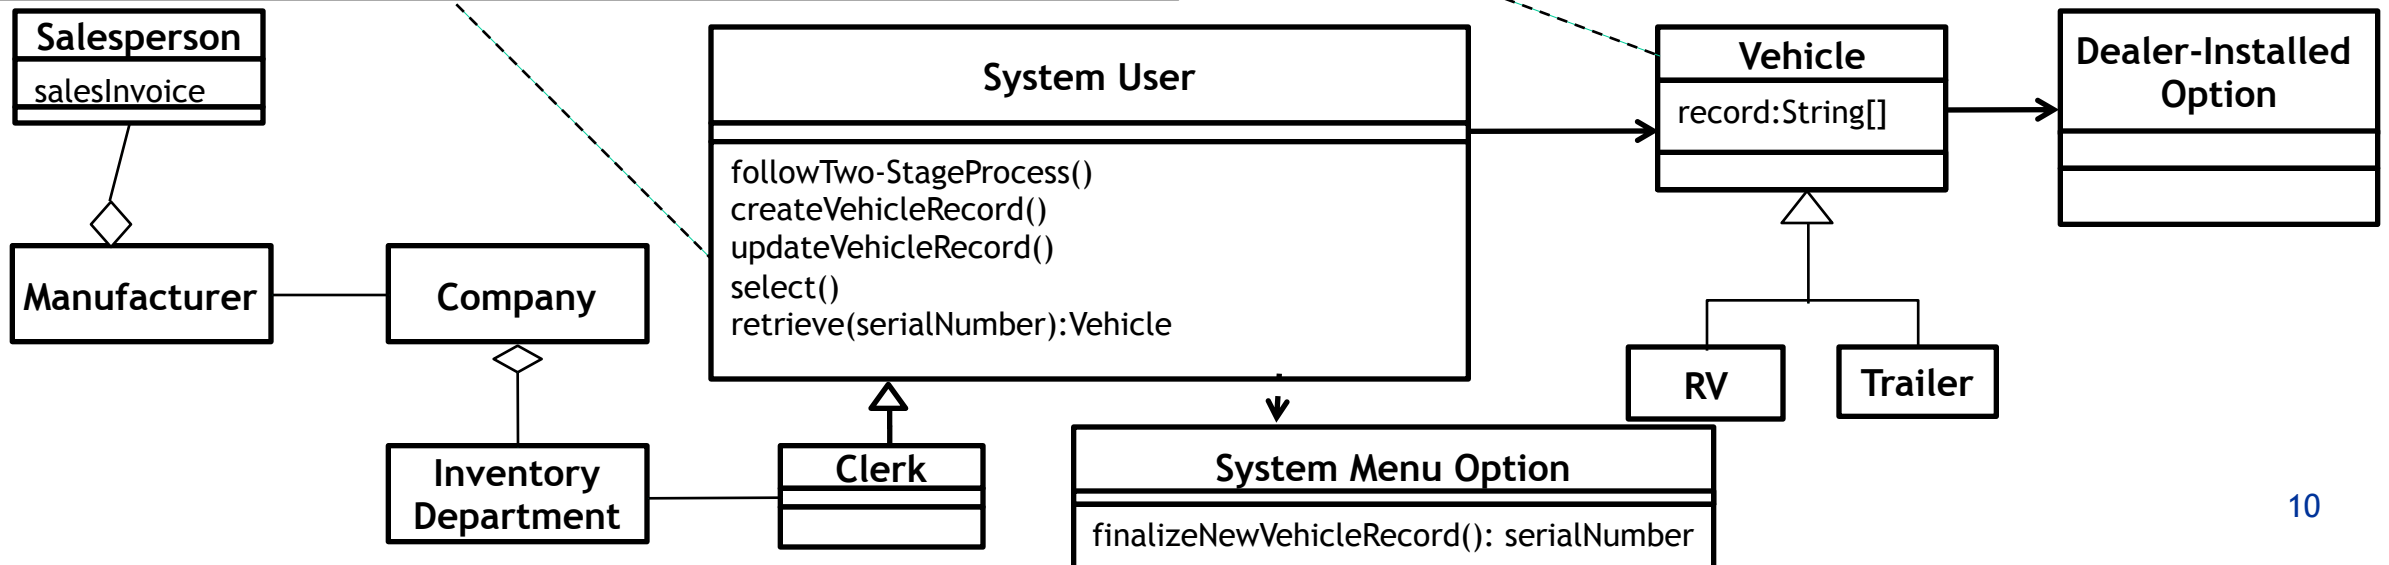 Salesperson
salesInvoice
System User
followTwo-StageProcess()
createVehicleRecord()
updateVehicleRecord()
select()
retrieve(serialNumber):Vehicle
Vehicle
record:String[]
Dealer-Installed
Option
Manufacturer
Company
RV
Trailer
Inventory
Department
Clerk
System Menu Option
finalizeNewVehicleRecord(): serialNumber
10